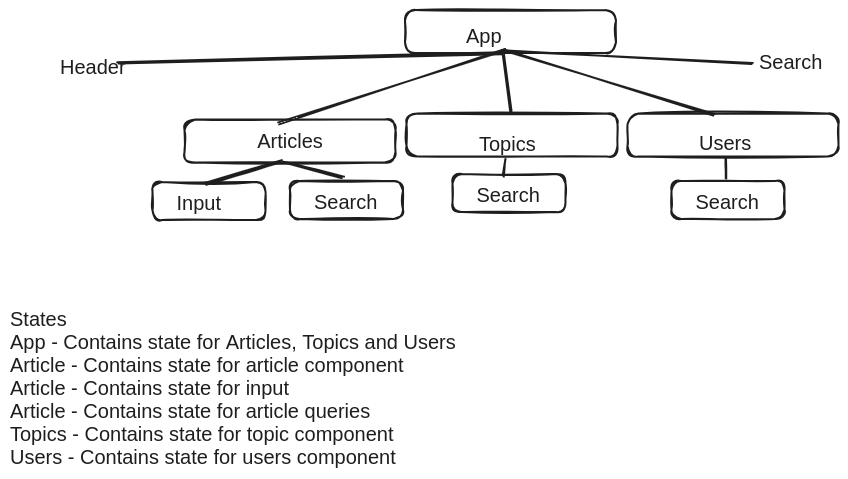 App
Header
Search
Articles
Topics
Users
Input
Search
Search
Search
States
App - Contains state for Articles, Topics and Users
Article - Contains state for article component
Article - Contains state for input
Article - Contains state for article queries
Topics - Contains state for topic component
Users - Contains state for users component